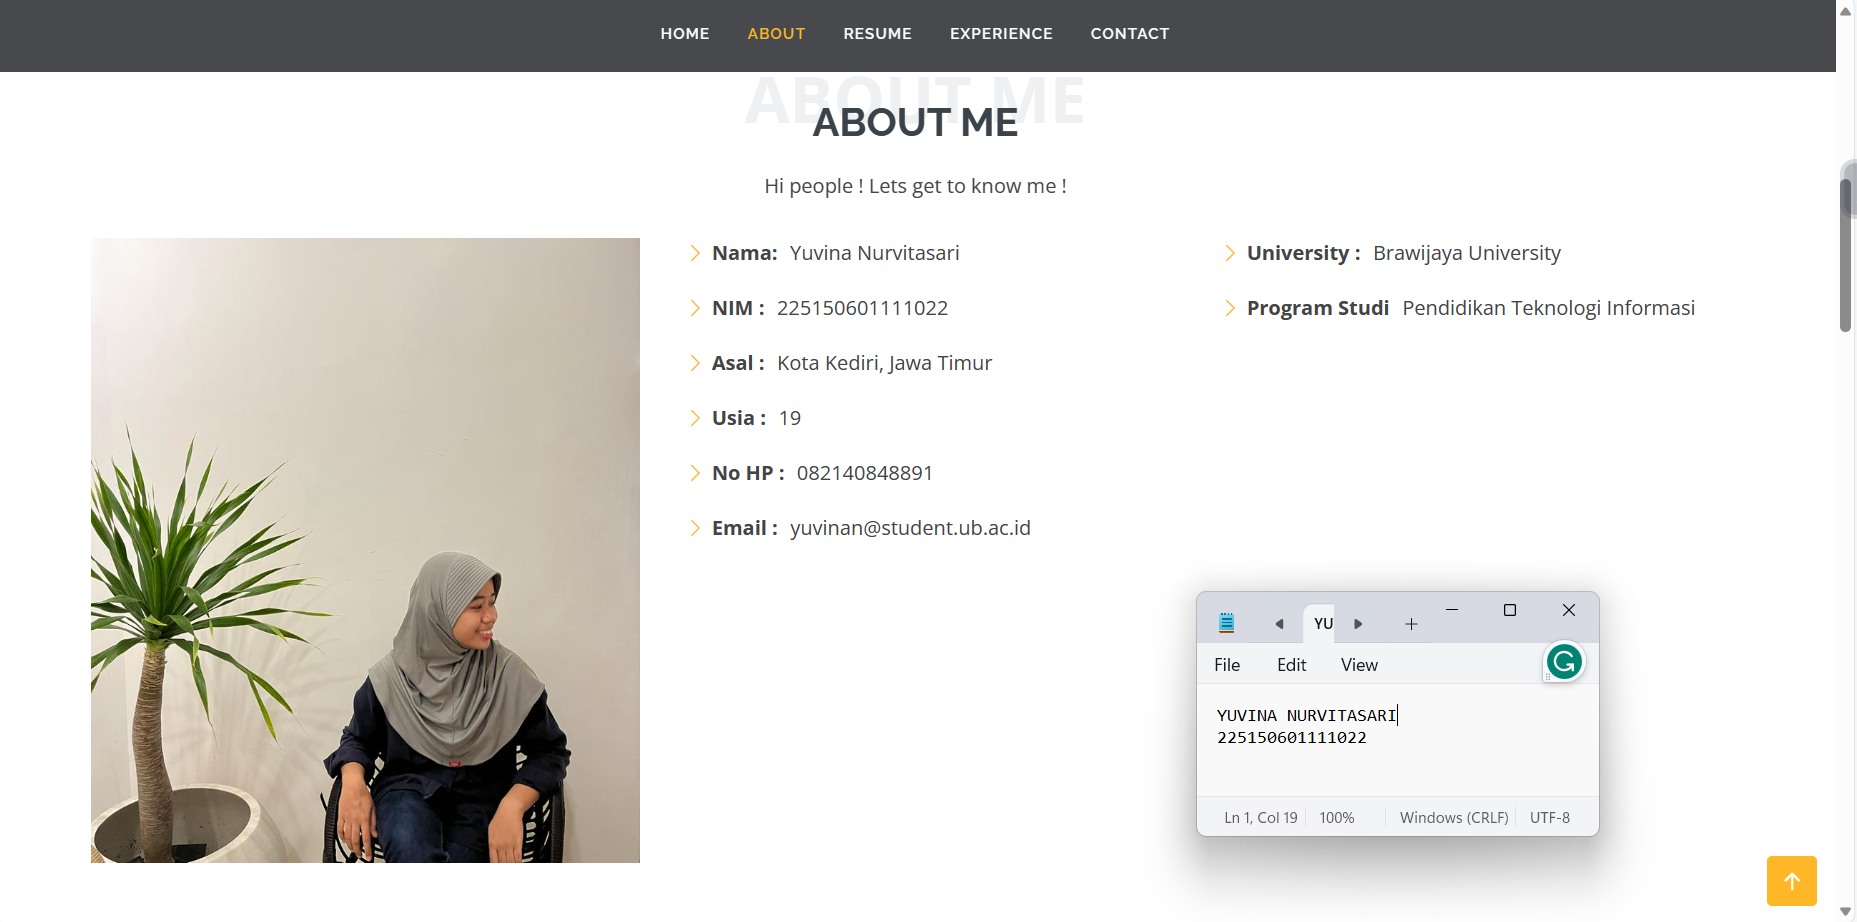 HOME ABOUT RESUME EXPERIENCE CONTACT
ABOUT ME
ABOUT ME
Hi people ! Lets get to know me !
Nama: Yuvina Nurvitasari
NIM : 225150601111022
Asal : Kota Kediri, Jawa Timur
Usia : 19
No HP : 082140848891
Email : yuvinan@student.ub.ac.id
University : Brawijaya University
Program Studi Pendidikan Teknologi Informasi
YU
File Edit View
YUVINA NURVITASARI
225150601111022
Ln 1, Col 19 100% Windows (CRLF) UTF-8